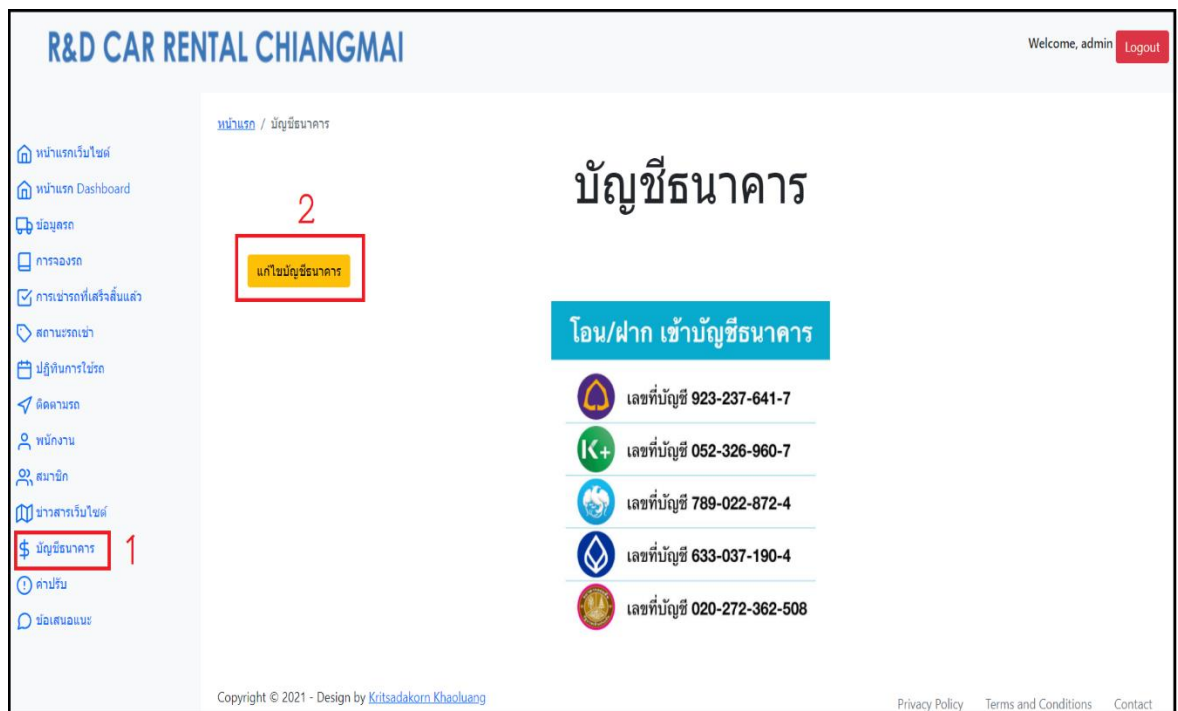 R&D CAR RENTAL CHIANGMAI
Welcome, admin Logout
หน้าแรก / บัญชีธนาคาร
หน้าแรกเว็บไซต์
หน้าแรก Dashboard
ข้อมูลรถ
การจองรถ
การเช่ารถที่เสร็จสิ้นแล้ว
สถานะรถเช่า
ปฏิทินการใช้รถ
ติดตามรถ
พนักงาน
สมาชิก
ข่าวสารเว็บไซต์
บัญชีธนาคาร
1
ค่าปรับ
ข้อเสนอแนะ
บัญชีธนาคาร
2
แก้ไขบัญชีธนาคาร
โอน/ฝาก เข้าบัญชีธนาคาร
เลขที่บัญชี 923-237-641-7
K+ เลขที่บัญชี 052-326-960-7
เลขที่บัญชี 789-022-872-4
เลขที่บัญชี 633-037-190-4
เลขที่บัญชี 020-272-362-508
Copyright © 2021 - Design by Kritsadakorn Khaoluang
Privacy Policy Terms and Conditions Contact